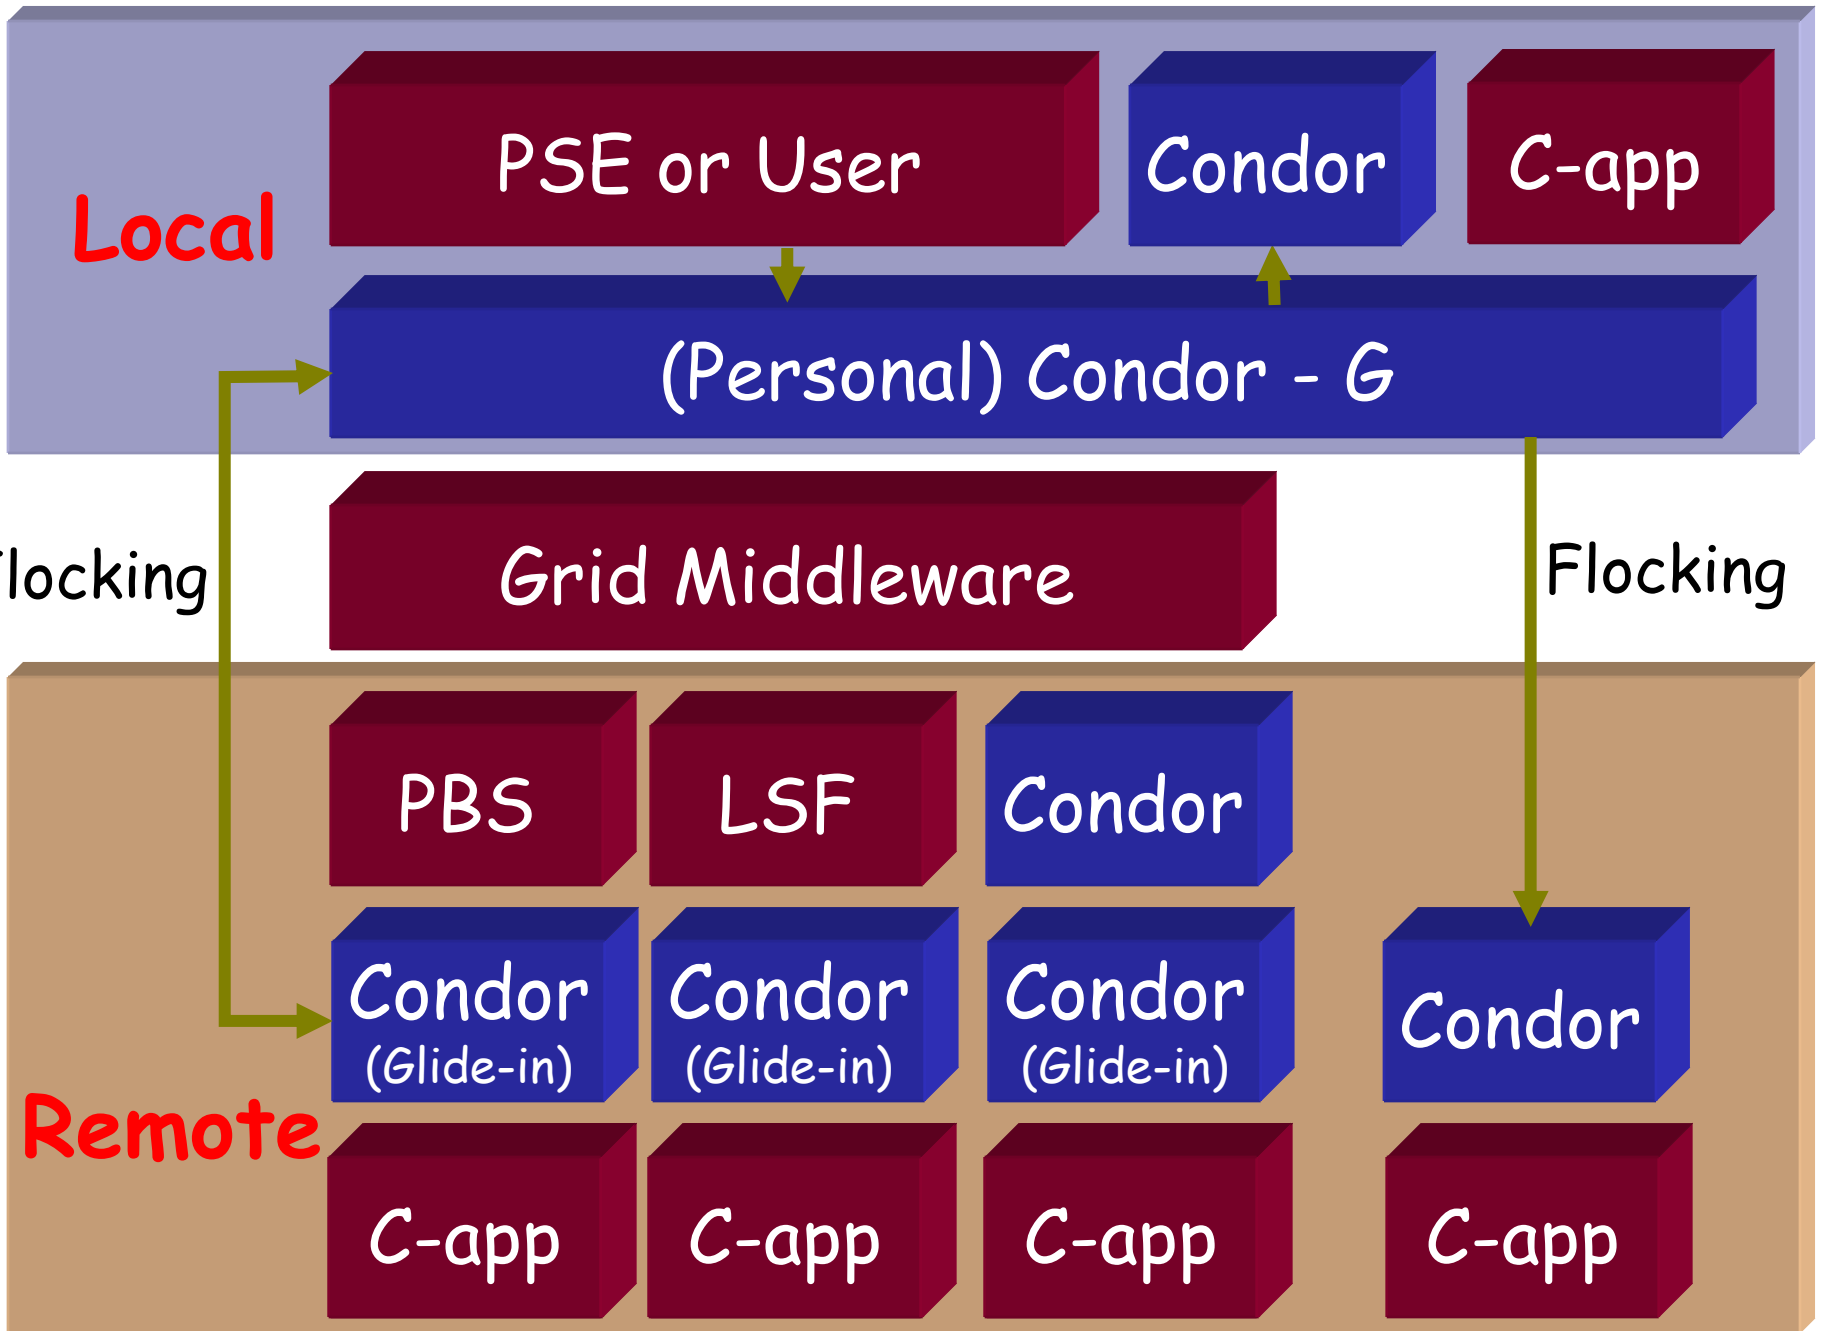 PSE or User
Condor
C-app
Local
(Personal) Condor - G
Flocking
Grid Middleware
Flocking
PBS
LSF
Condor
Condor
(Glide-in)
Condor
(Glide-in)
Condor
(Glide-in)
Condor
Remote
C-app
C-app
C-app
C-app